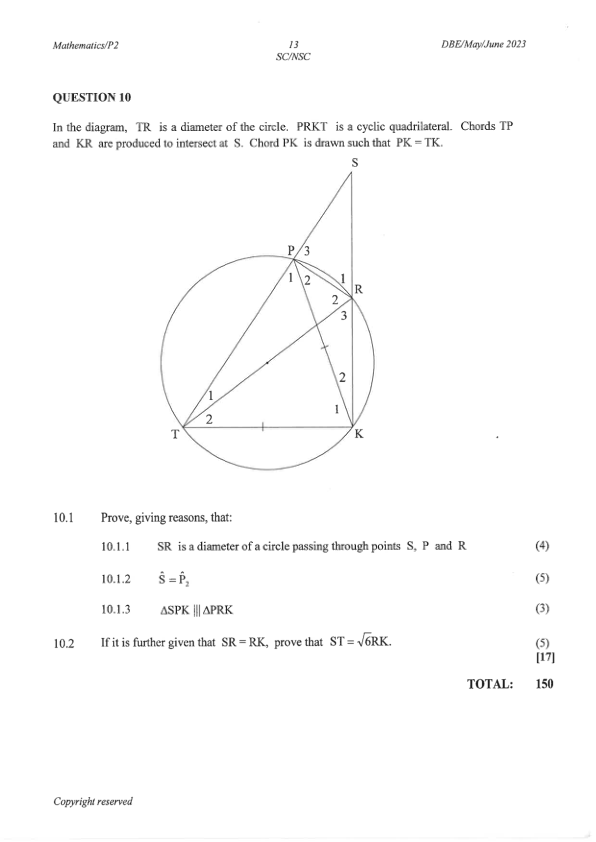 Mathematics/P2 13 DBE/May/June 2023
SC/NSC
QUESTION 10
In the diagram, TR is a diameter of the circle. PRKT is a cyclic quadrilateral. Chords TP
and KR are produced to intersect at S. Chord PK is drawn such that PK = TK.
S
P 3
1 2 1
R
2
3
2
1
1
2
T K
10.1 Prove, giving reasons, that:
10.1.1 SR is a diameter of a circle passing through points S, P and R (4)
10.1.2 Ŝ = P̂₂ (5)
10.1.3 ΔSPK ||| ΔPRK (3)
10.2 If it is further given that SR = RK, prove that ST = √6RK. (5)
[17]
TOTAL: 150
Copyright reserved